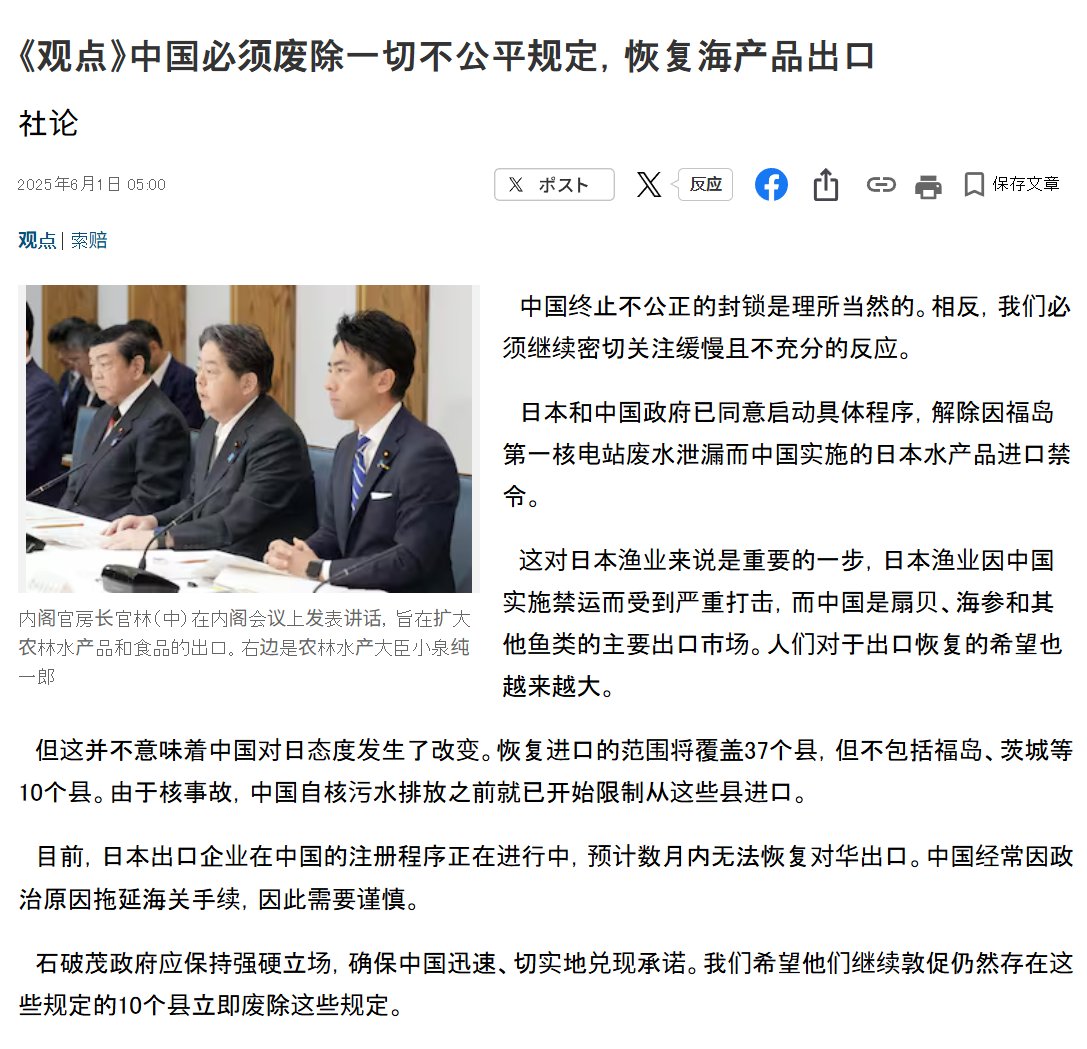 《观点》中国必须废除一切不公平规定，恢复海产品出口
社论
2025年6月1日 05:00
ポスト
反应
保存文章
观点 | 索赔
中国终止不公正的封锁是理所当然的。相反，我们必
须继续密切关注缓慢且不充分的反应。
日本和中国政府已同意启动具体程序，解除因福岛
第一核电站废水泄漏而中国实施的日本水产品进口禁
令。
这对日本渔业来说是重要的一步，日本渔业因中国
实施禁运而受到严重打击，而中国是扇贝、海参和其
他鱼类的主要出口市场。人们对于出口恢复的希望也
越来越大。
内阁官房长官林（中）在内阁会议上发表讲话，旨在扩大
农林水产品和食品的出口。右边是农林水产大臣小泉纯
一郎
但这并不意味着中国对日态度发生了改变。恢复进口的范围将覆盖37个县，但不包括福岛、茨城等
10个县。由于核事故，中国自核污水排放之前就已开始限制从这些县进口。
目前，日本出口企业在中国的注册程序正在进行中，预计数月内无法恢复对华出口。中国经常因政
治原因拖延海关手续，因此需要谨慎。
石破茂政府应保持强硬立场，确保中国迅速、切实地兑现承诺。我们希望他们继续敦促仍然存在这
些规定的10个县立即废除这些规定。